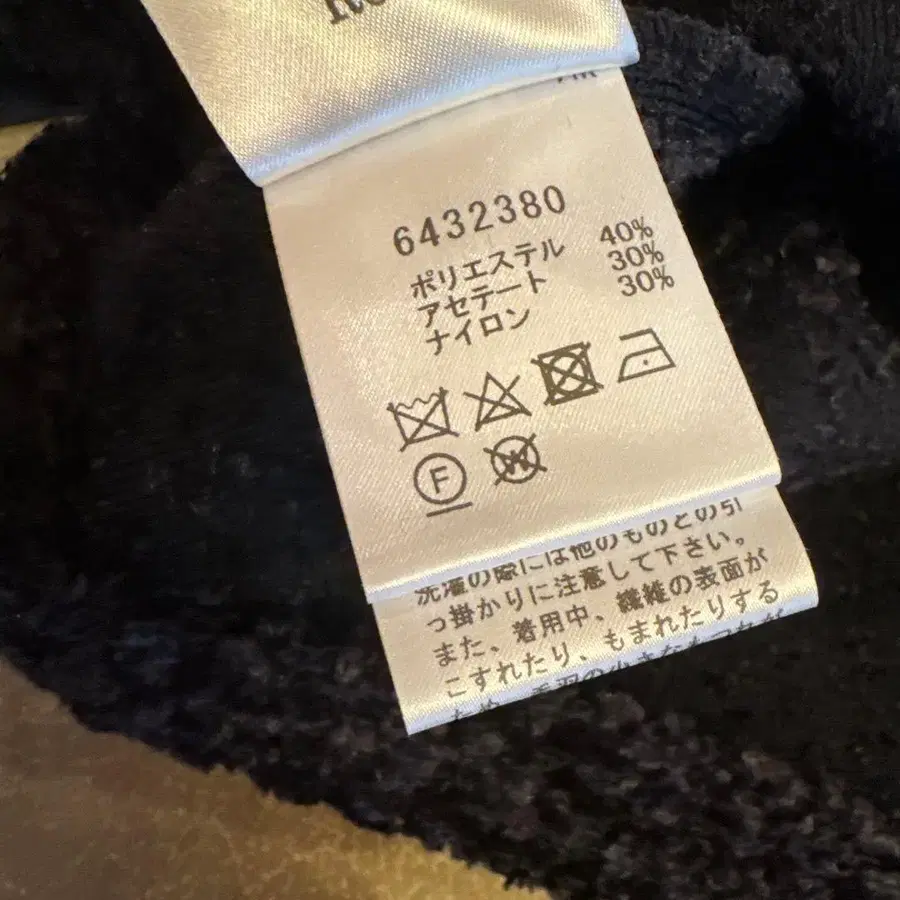 6432380
ポリエステル 40%
アセテート 30%
ナイロン 30%
F
W
洗濯の際には他のものとの引
っ掛かりに注意して下さい。
また、着用中、繊維の表面が
こすれたり、もまれたりする